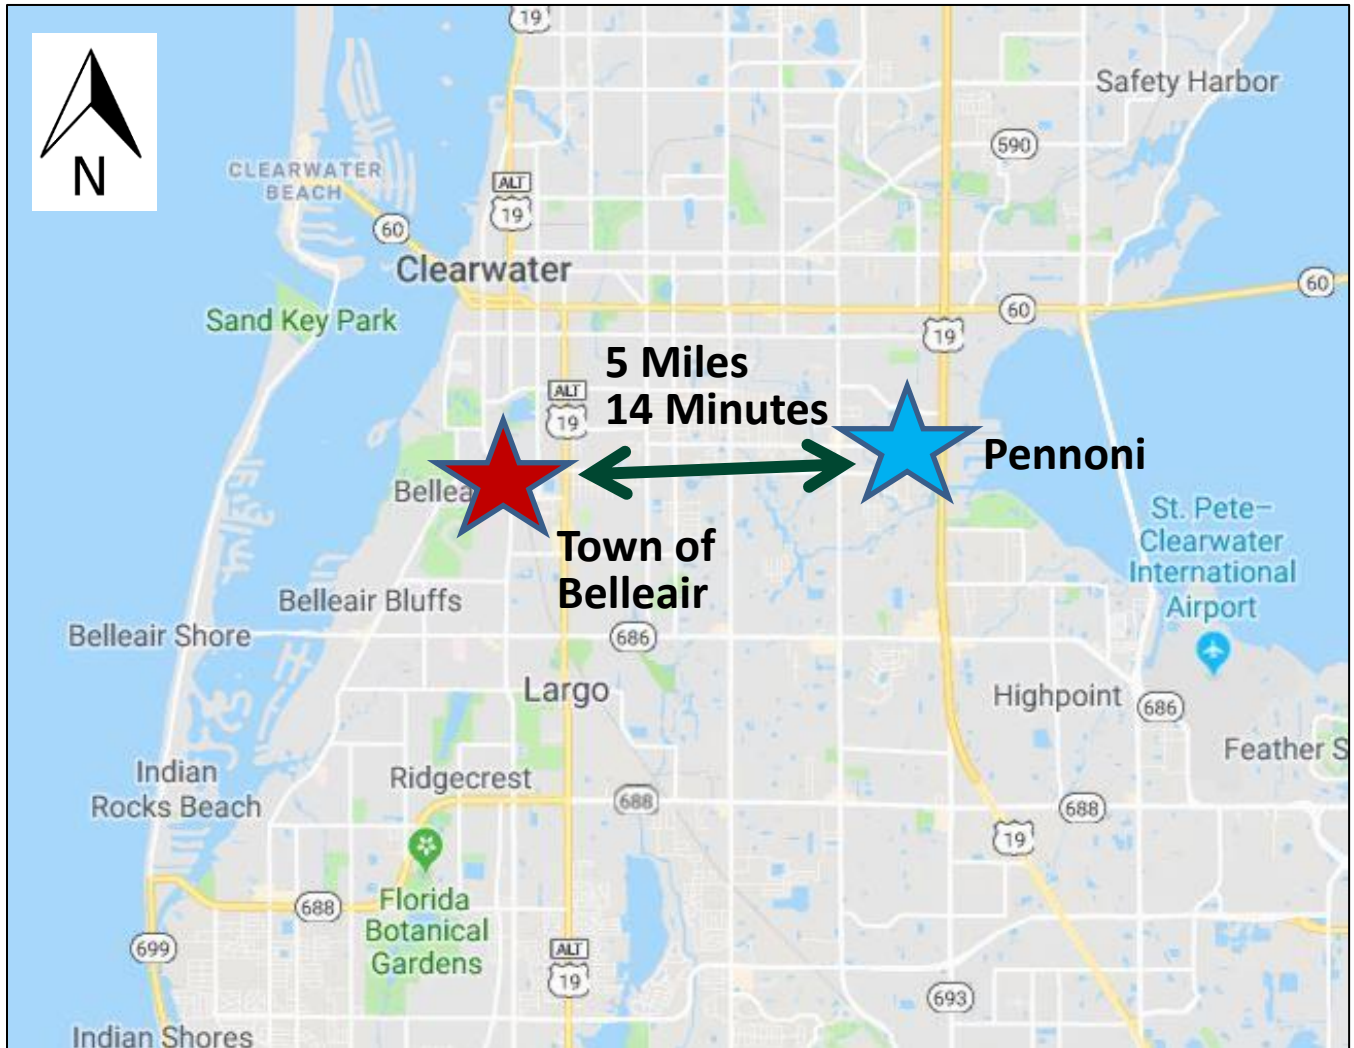 19
N
Safety Harbor
590
CLEARWATER
BEACH
ALT
19
60
Clearwater
60
Sand Key Park
60
19
5 Miles
14 Minutes
ALT
19
Pennoni
Bellea
St. Pete–
Clearwater
International
Airport
Town of
Belleair
Belleair Bluffs
Belleair Shore
686
Largo
Highpoint
686
Feather S
Indian
Rocks Beach
Ridgecrest
688
688
19
Florida
Botanical
Gardens
688
699
ALT
19
693
Indian Shores